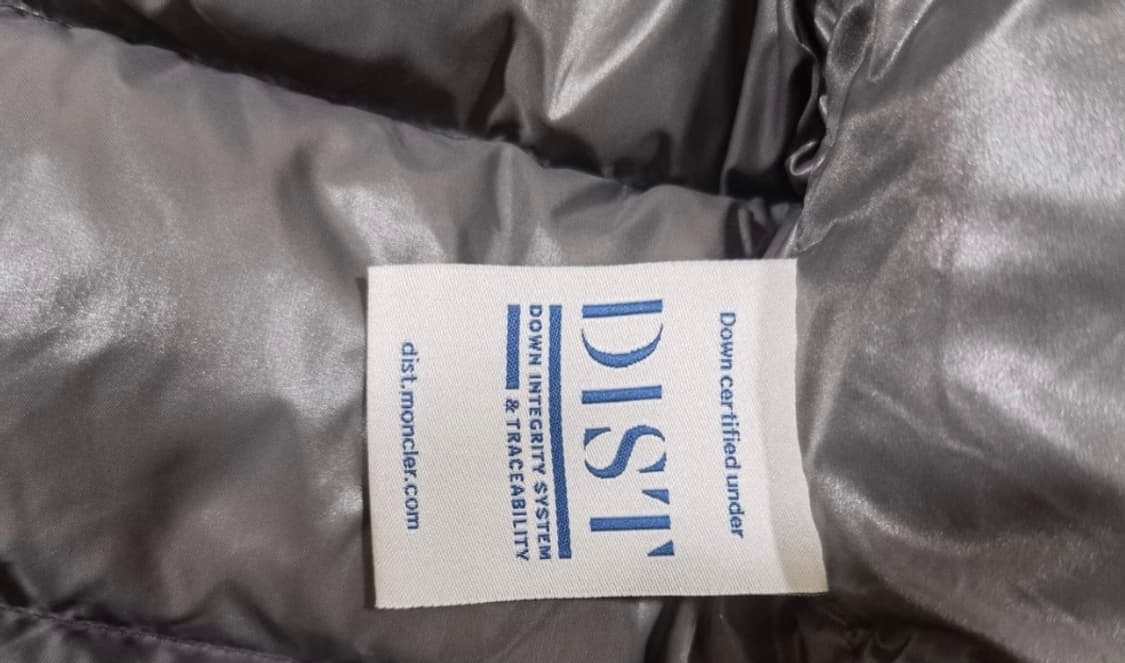 Down certified under
DIST
DOWN INTEGRITY SYSTEM
& TRACEABILITY
dist.moncler.com